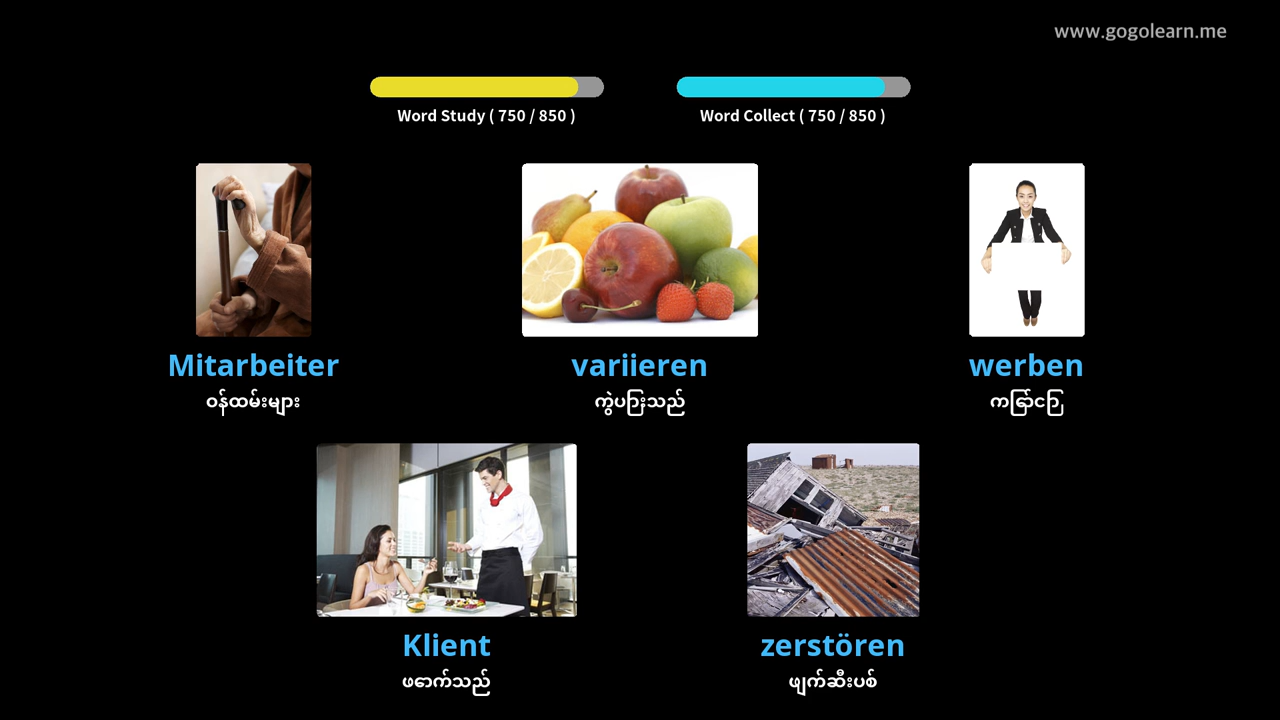 www.gogolearn.me
Word Study ( 750 / 850 )
Word Collect ( 750 / 850 )
Mitarbeiter
ဝန်ထမ်းများ
variieren
ကွဲပြားသည်
werben
ကြော်ငြာ
Klient
ဖောက်သည်
zerstören
ဖျက်ဆီးပစ်